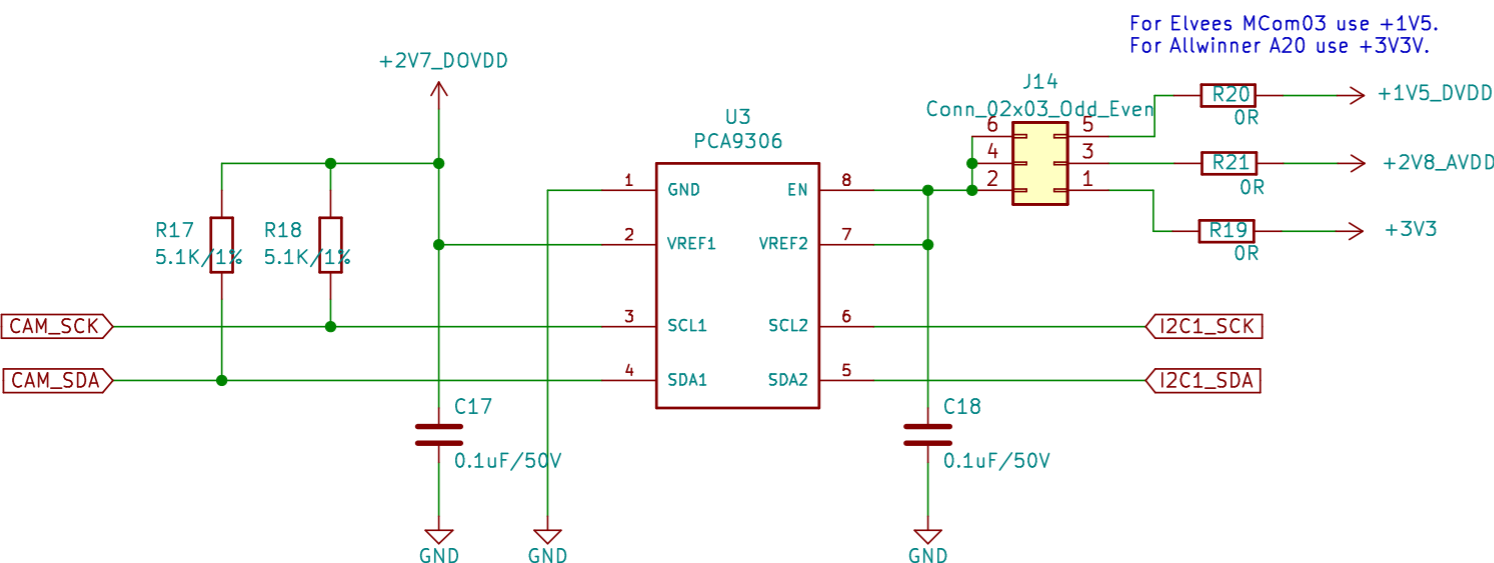 For Elvees MCom03 use +1V5.
For Allwinner A20 use +3V3V.
+2V7_DOVDD
J14
Conn_02x03_Odd_Even
R20
0R
+1V5_DVDD
6
5
4
3
2
1
R21
0R
+2V8_AVDD
R19
0R
+3V3
U3
PCA9306
1
GND
EN
8
2
VREF1
VREF2
7
3
SCL1
SCL2
6
4
SDA1
SDA2
5
R17
5.1K/1%
R18
5.1K/1%
CAM_SCK
I2C1_SCK
CAM_SDA
I2C1_SDA
C17
0.1uF/50V
C18
0.1uF/50V
GND
GND
GND